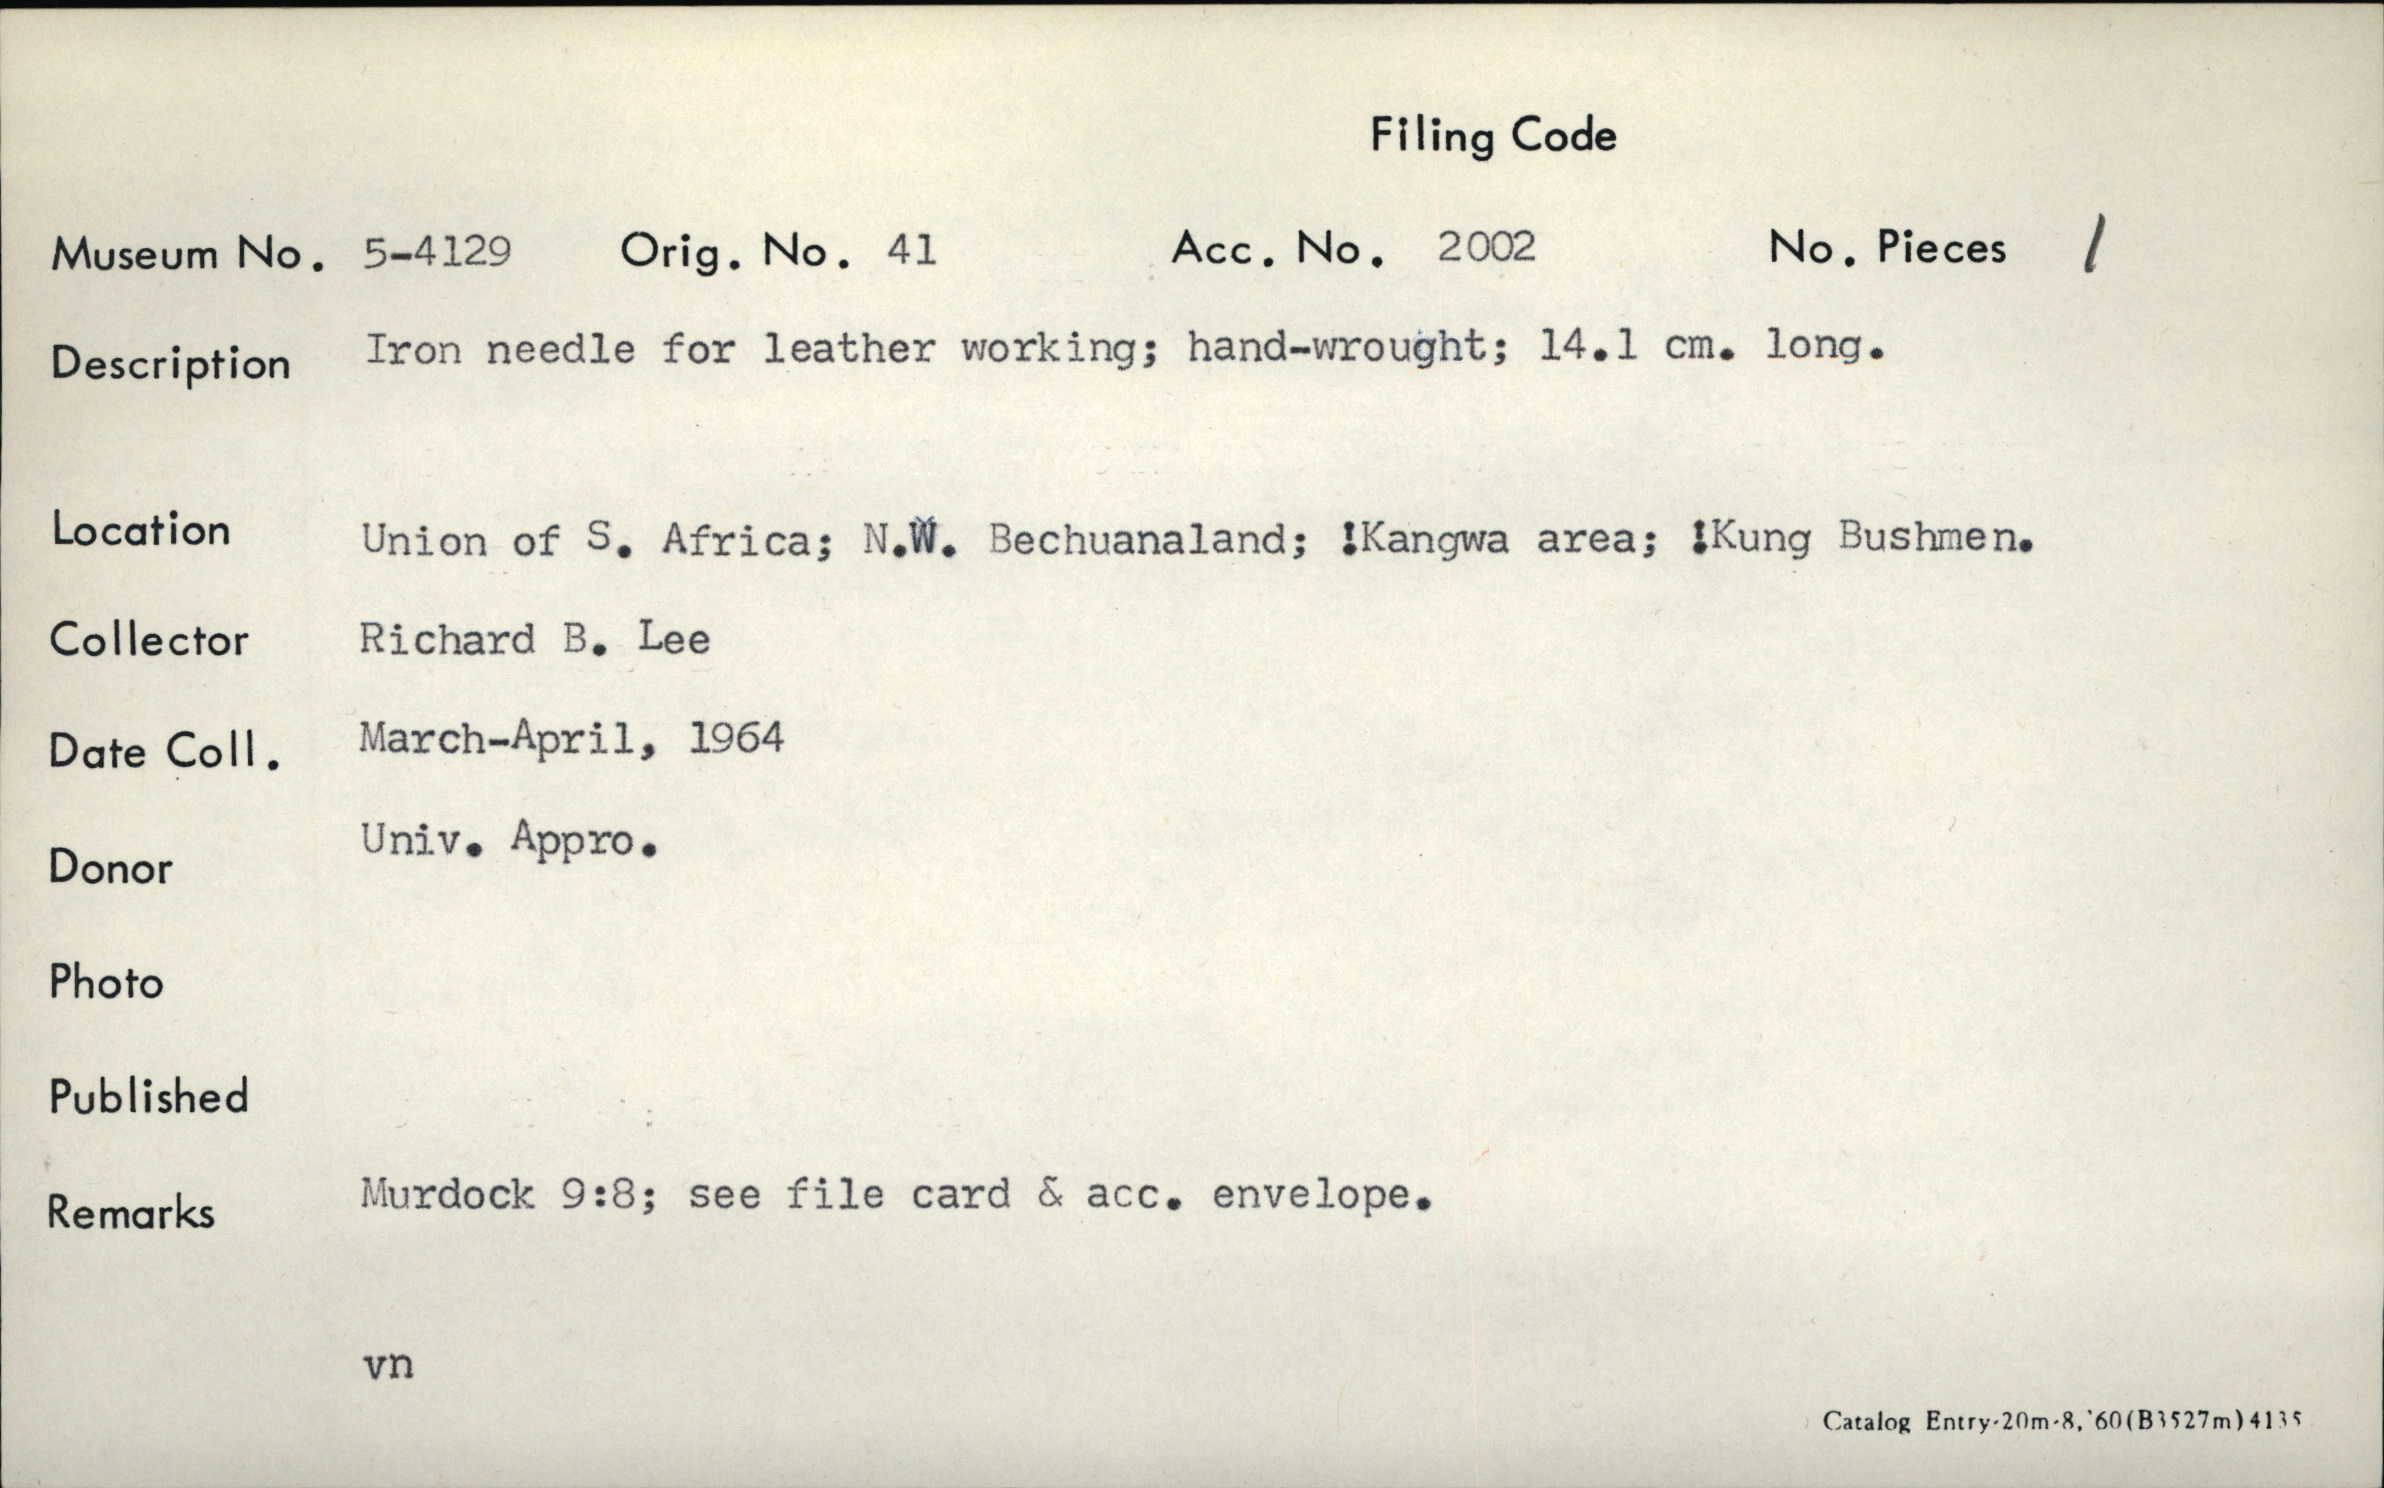 Filing Code
Museum No. 5-4129 Orig. No. 41 Acc. No. 2002 No. Pieces 1
Description Iron needle for leather working; hand-wrought; 14.1 cm. long.
Location Union of S. Africa; N.W. Bechuanaland; !Kangwa area; !Kung Bushmen.
Collector Richard B. Lee
Date Coll. March-April, 1964
Donor Univ. Appro.
Photo
Published
Remarks Murdock 9:8; see file card & acc. envelope.
vn
Catalog Entry-20m-8,'60(B3527m)4135